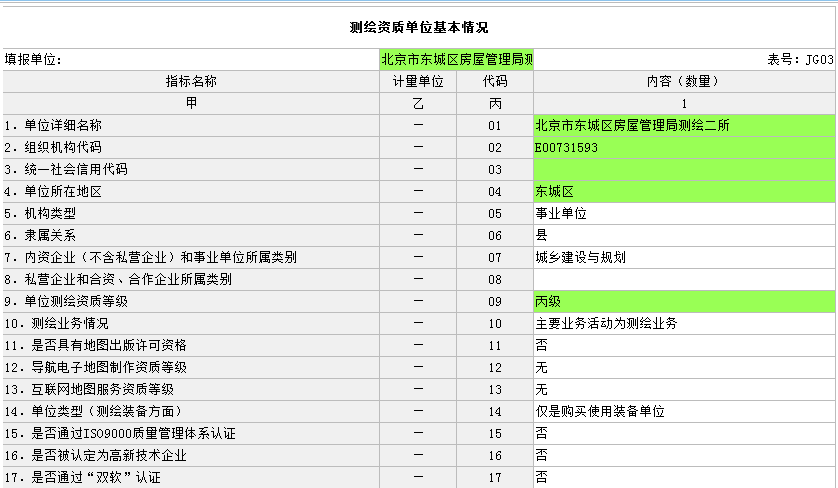 测绘资质单位基本情况
填报单位: 北京市东城区房屋管理局测 表号: JG03
指标名称 计量单位 代码 内容（数量）
甲 乙 丙 1
1. 单位详细名称 — 01 北京市东城区房屋管理局测绘二所
2. 组织机构代码 — 02 E00731593
3. 统一社会信用代码 — 03
4. 单位所在地区 — 04 东城区
5. 机构类型 — 05 事业单位
6. 隶属关系 — 06 县
7. 内资企业（不含私营企业）和事业单位所属类别 — 07 城乡建设与规划
8. 私营企业和合资、合作企业所属类别 — 08
9. 单位测绘资质等级 — 09 丙级
10. 测绘业务情况 — 10 主要业务活动为测绘业务
11. 是否具有地图出版许可资格 — 11 否
12. 导航电子地图制作资质等级 — 12 无
13. 互联网地图服务资质等级 — 13 无
14. 单位类型（测绘装备方面） — 14 仅是购买使用装备单位
15. 是否通过ISO9000质量管理体系认证 — 15 否
16. 是否被认定为高新技术企业 — 16 否
17. 是否通过“双软”认证 — 17 否